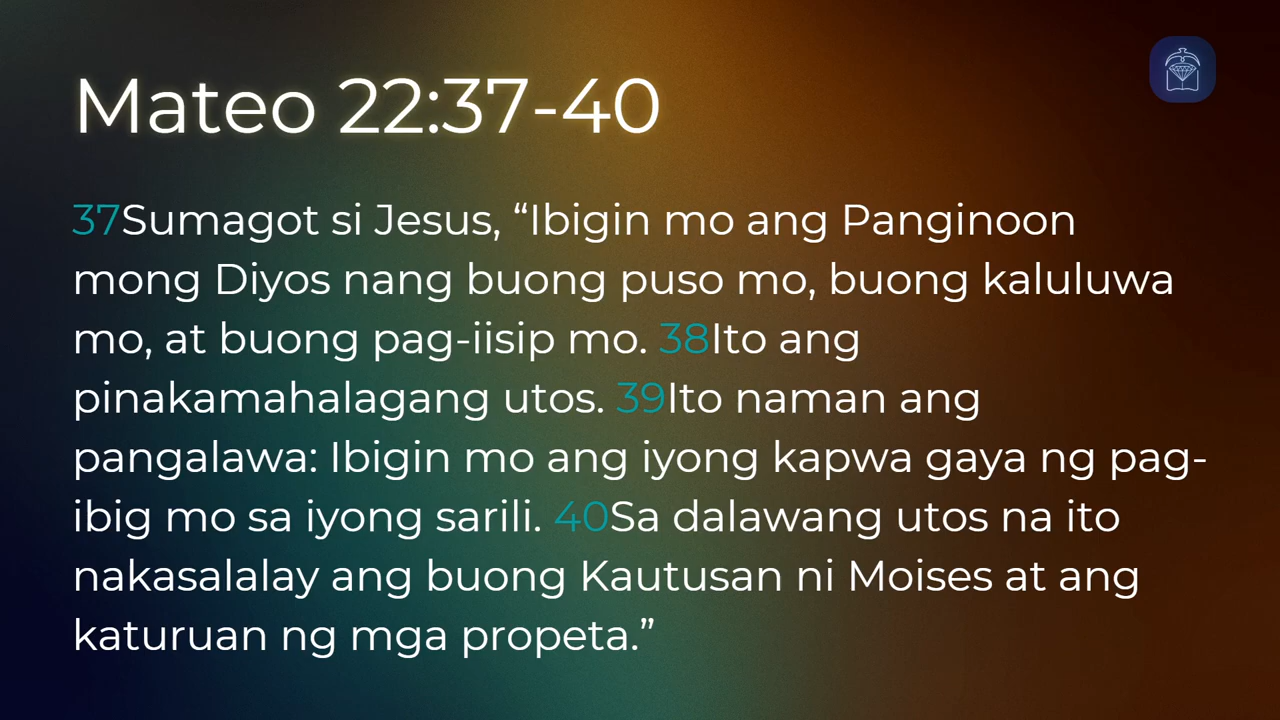 Mateo 22:37-40
37Sumagot si Jesus, “Ibigin mo ang Panginoon
mong Diyos nang buong puso mo, buong kaluluwa
mo, at buong pag-iisip mo. 38Ito ang
pinakamahalagang utos. 39Ito naman ang
pangalawa: Ibigin mo ang iyong kapwa gaya ng pag-
ibig mo sa iyong sarili. 40Sa dalawang utos na ito
nakasalalay ang buong Kautusan ni Moises at ang
katuruan ng mga propeta.”